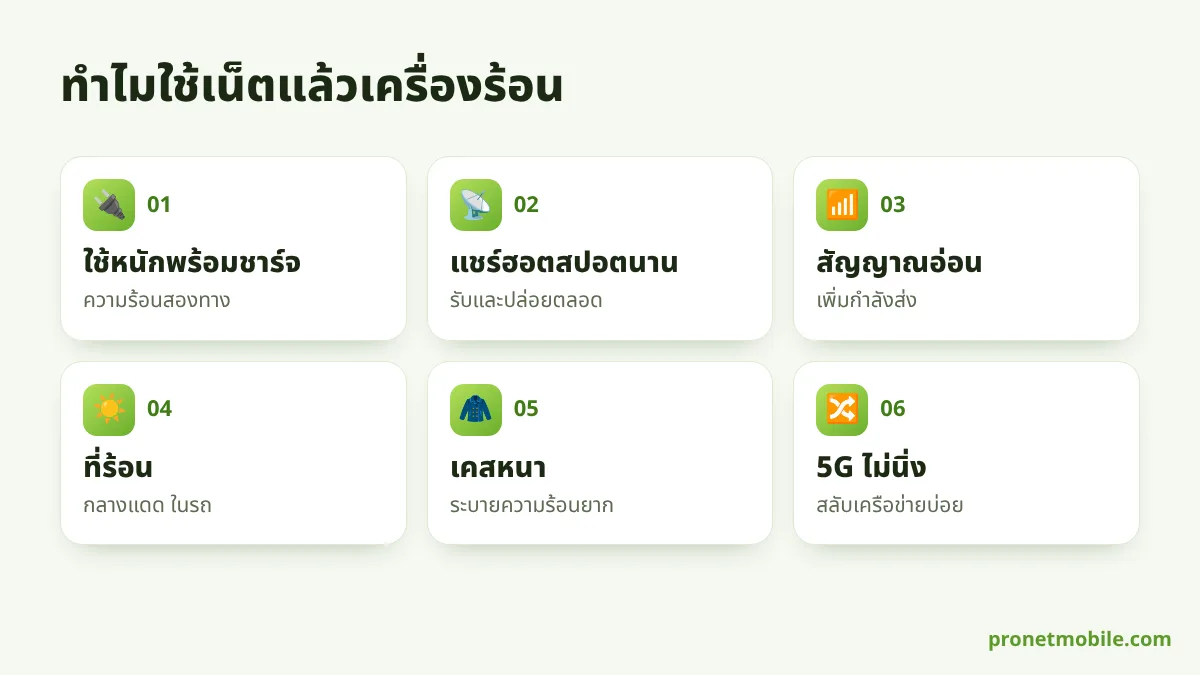 ทำไมใช้เน็ตแล้วเครื่องร้อน
01
ใช้หนักพร้อมชาร์จ
ความร้อนสองทาง
02
แชร์ฮอตสปอตนาน
รับและปล่อยตลอด
03
สัญญาณอ่อน
เพิ่มกำลังส่ง
04
ที่ร้อน
กลางแดด ในรถ
05
เคสหนา
ระบายความร้อนยาก
06
5G ไม่นิ่ง
สลับเครือข่ายบ่อย
pronetmobile.com